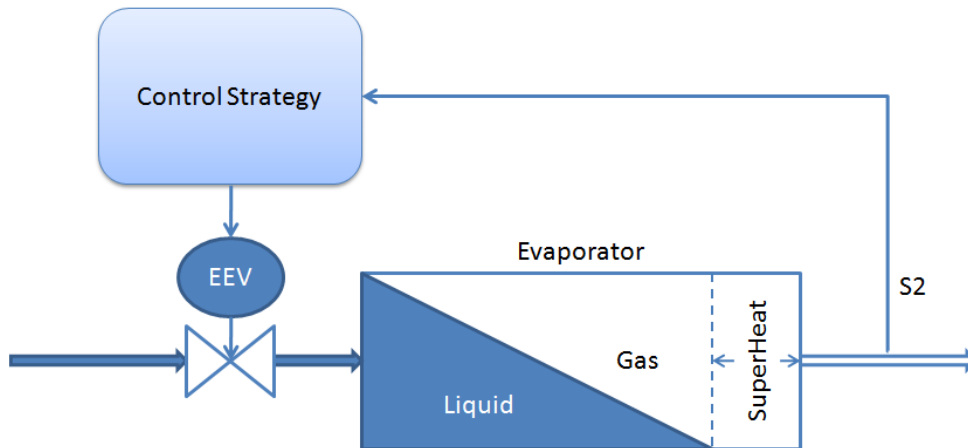 Control Strategy
EEV
Evaporator
S2
Gas
SuperHeat
Liquid